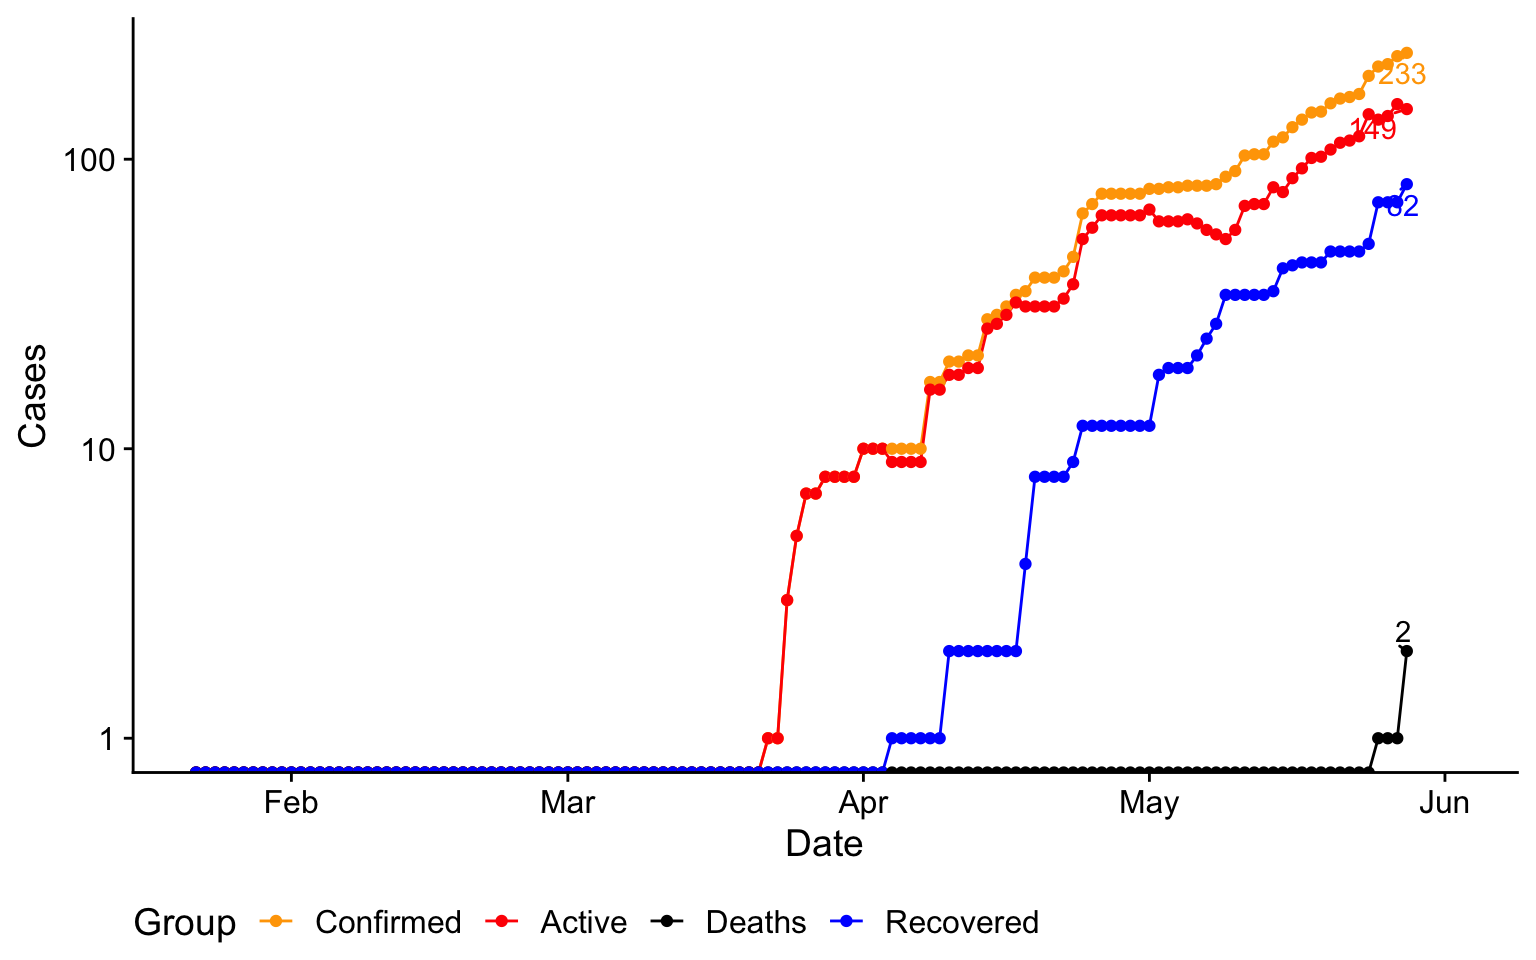 233
149
100
82
Cases
10
2
1
Feb Mar Apr May Jun
Date
Group Confirmed Active Deaths Recovered